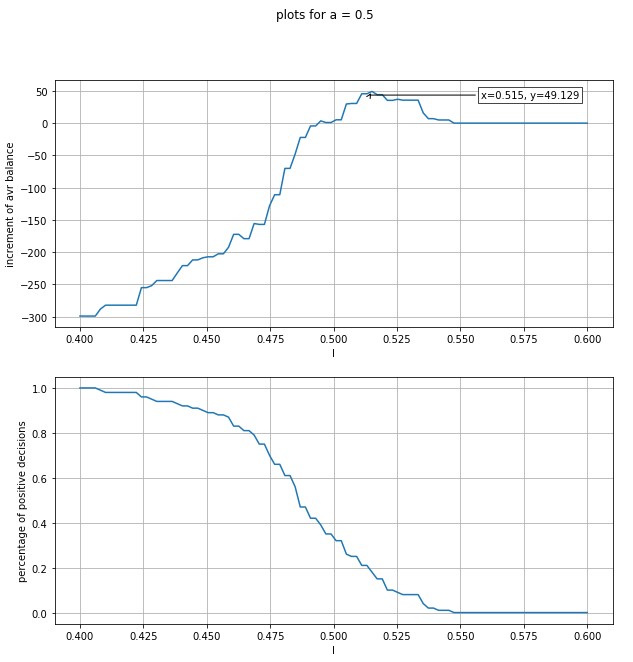 plots for a = 0.5
50
0
−50
−100
−150
−200
−250
−300
increment of avr balance
x=0.515, y=49.129
0.400 0.425 0.450 0.475 0.500 0.525 0.550 0.575 0.600
l
1.0
0.8
0.6
0.4
0.2
0.0
percentage of positive decisions
0.400 0.425 0.450 0.475 0.500 0.525 0.550 0.575 0.600
l